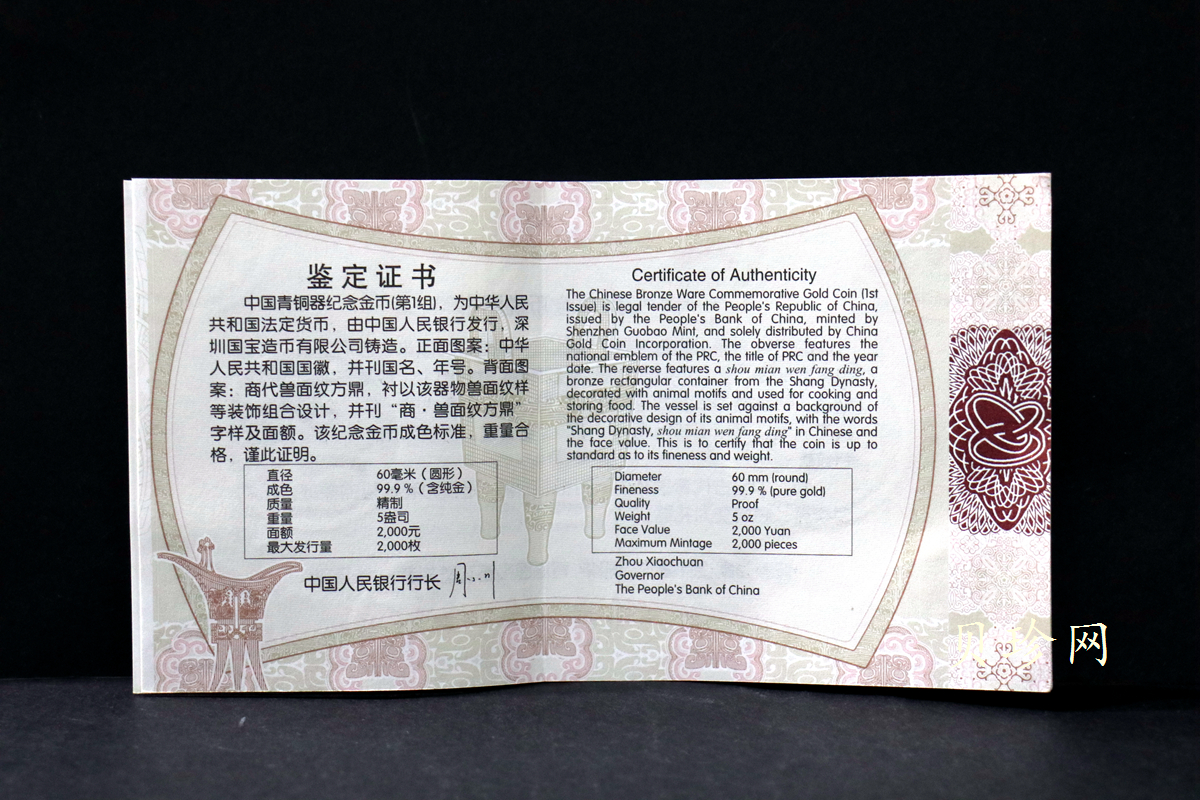 鉴定证书
中国青铜器纪念金币(第1组)，为中华人民
共和国法定货币，由中国人民银行发行，深
圳国宝造币有限公司铸造。正面图案：中华
人民共和国国徽，并刊国名、年号。背面图
案：商代兽面纹方鼎，衬以该器物兽面纹样
等装饰组合设计，并刊“商·兽面纹方鼎”
字样及面额。该纪念金币成色标准，重量合
格，谨此证明。
直径 60毫米（圆形）
成色 99.9％（含纯金）
质量 精制
重量 5盎司
面额 2,000元
最大发行量 2,000枚
中国人民银行行长 周小川
Certificate of Authenticity
The Chinese Bronze Ware Commemorative Gold Coin (1st
Issue) is legal tender of the People's Republic of China,
issued by the People's Bank of China, minted by
Shenzhen Guobao Mint, and solely distributed by China
Gold Coin Incorporation. The obverse features the
national emblem of the PRC, the title of PRC and the year
date. The reverse features a shou mian wen fang ding, a
bronze rectangular container from the Shang Dynasty,
decorated with animal motifs and used for cooking and
storing food. The vessel is set against a background of
the decorative design of its animal motifs, with the words
"Shang Dynasty, shou mian wen fang ding" in Chinese and
the face value. This is to certify that the coin is up to
standard as to its fineness and weight.
Diameter 60 mm (round)
Fineness 99.9 % (pure gold)
Quality Proof
Weight 5 oz
Face Value 2,000 Yuan
Maximum Mintage 2,000 pieces
Zhou Xiaochuan
Governor
The People's Bank of China
贝珍网